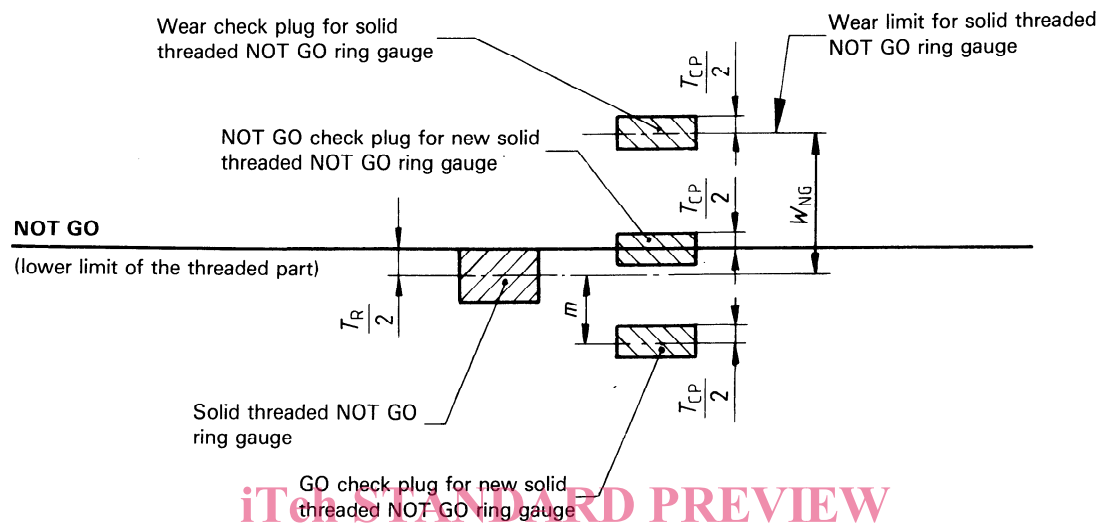 Wear check plug for solid
threaded NOT GO ring gauge
Wear limit for solid threaded
NOT GO ring gauge
T_CP/2
NOT GO check plug for new solid
threaded NOT GO ring gauge
T_CP/2
W_NG
NOT GO
(lower limit of the threaded part)
T_R/2
m
T_CP/2
Solid threaded NOT GO
ring gauge
GO check plug for new solid
threaded NOT GO ring gauge
iTeh STANDARD PREVIEW